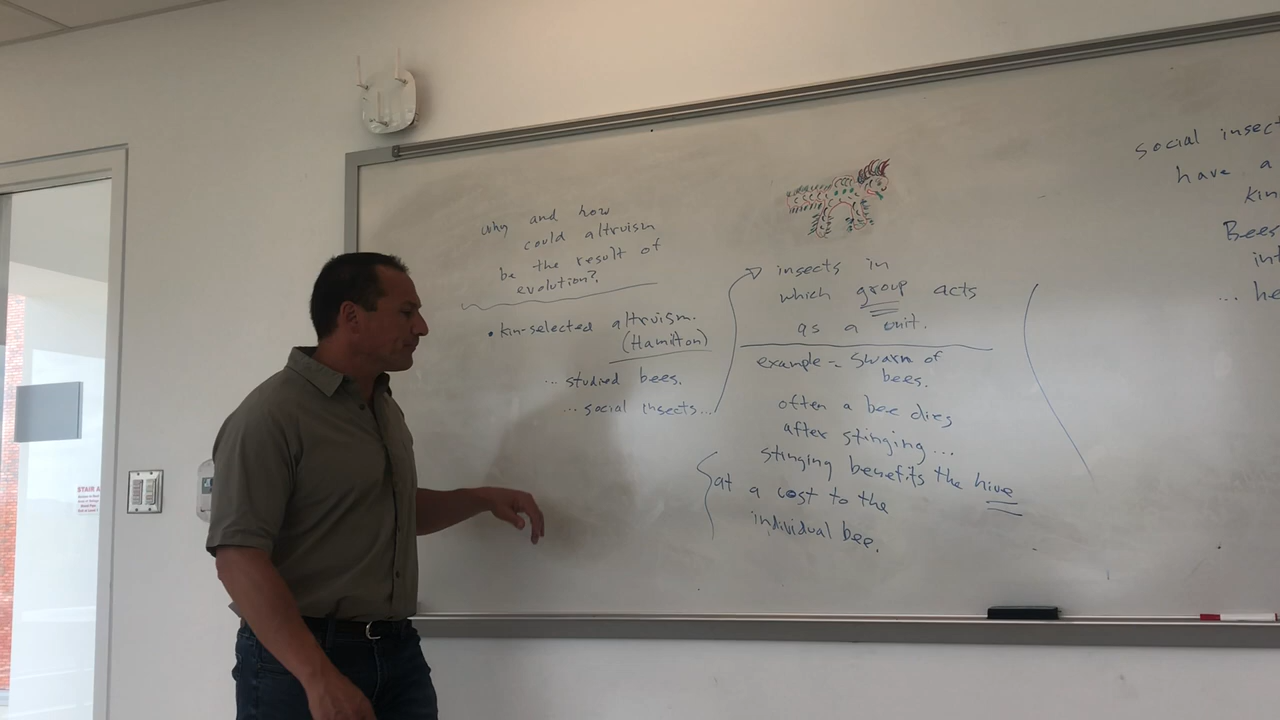 why and how
could altruism
be the result of
evolution?
• kin-selected altruism.
(Hamilton)
... studied bees.
... social insects...
insects in
which group acts
as a unit.
example - swarm of
bees.
often a bee dies
after stinging...
stinging benefits the hive
at a cost to the
individual bee.
social insect
have a
kin
Bees
int
... he
STAIR A